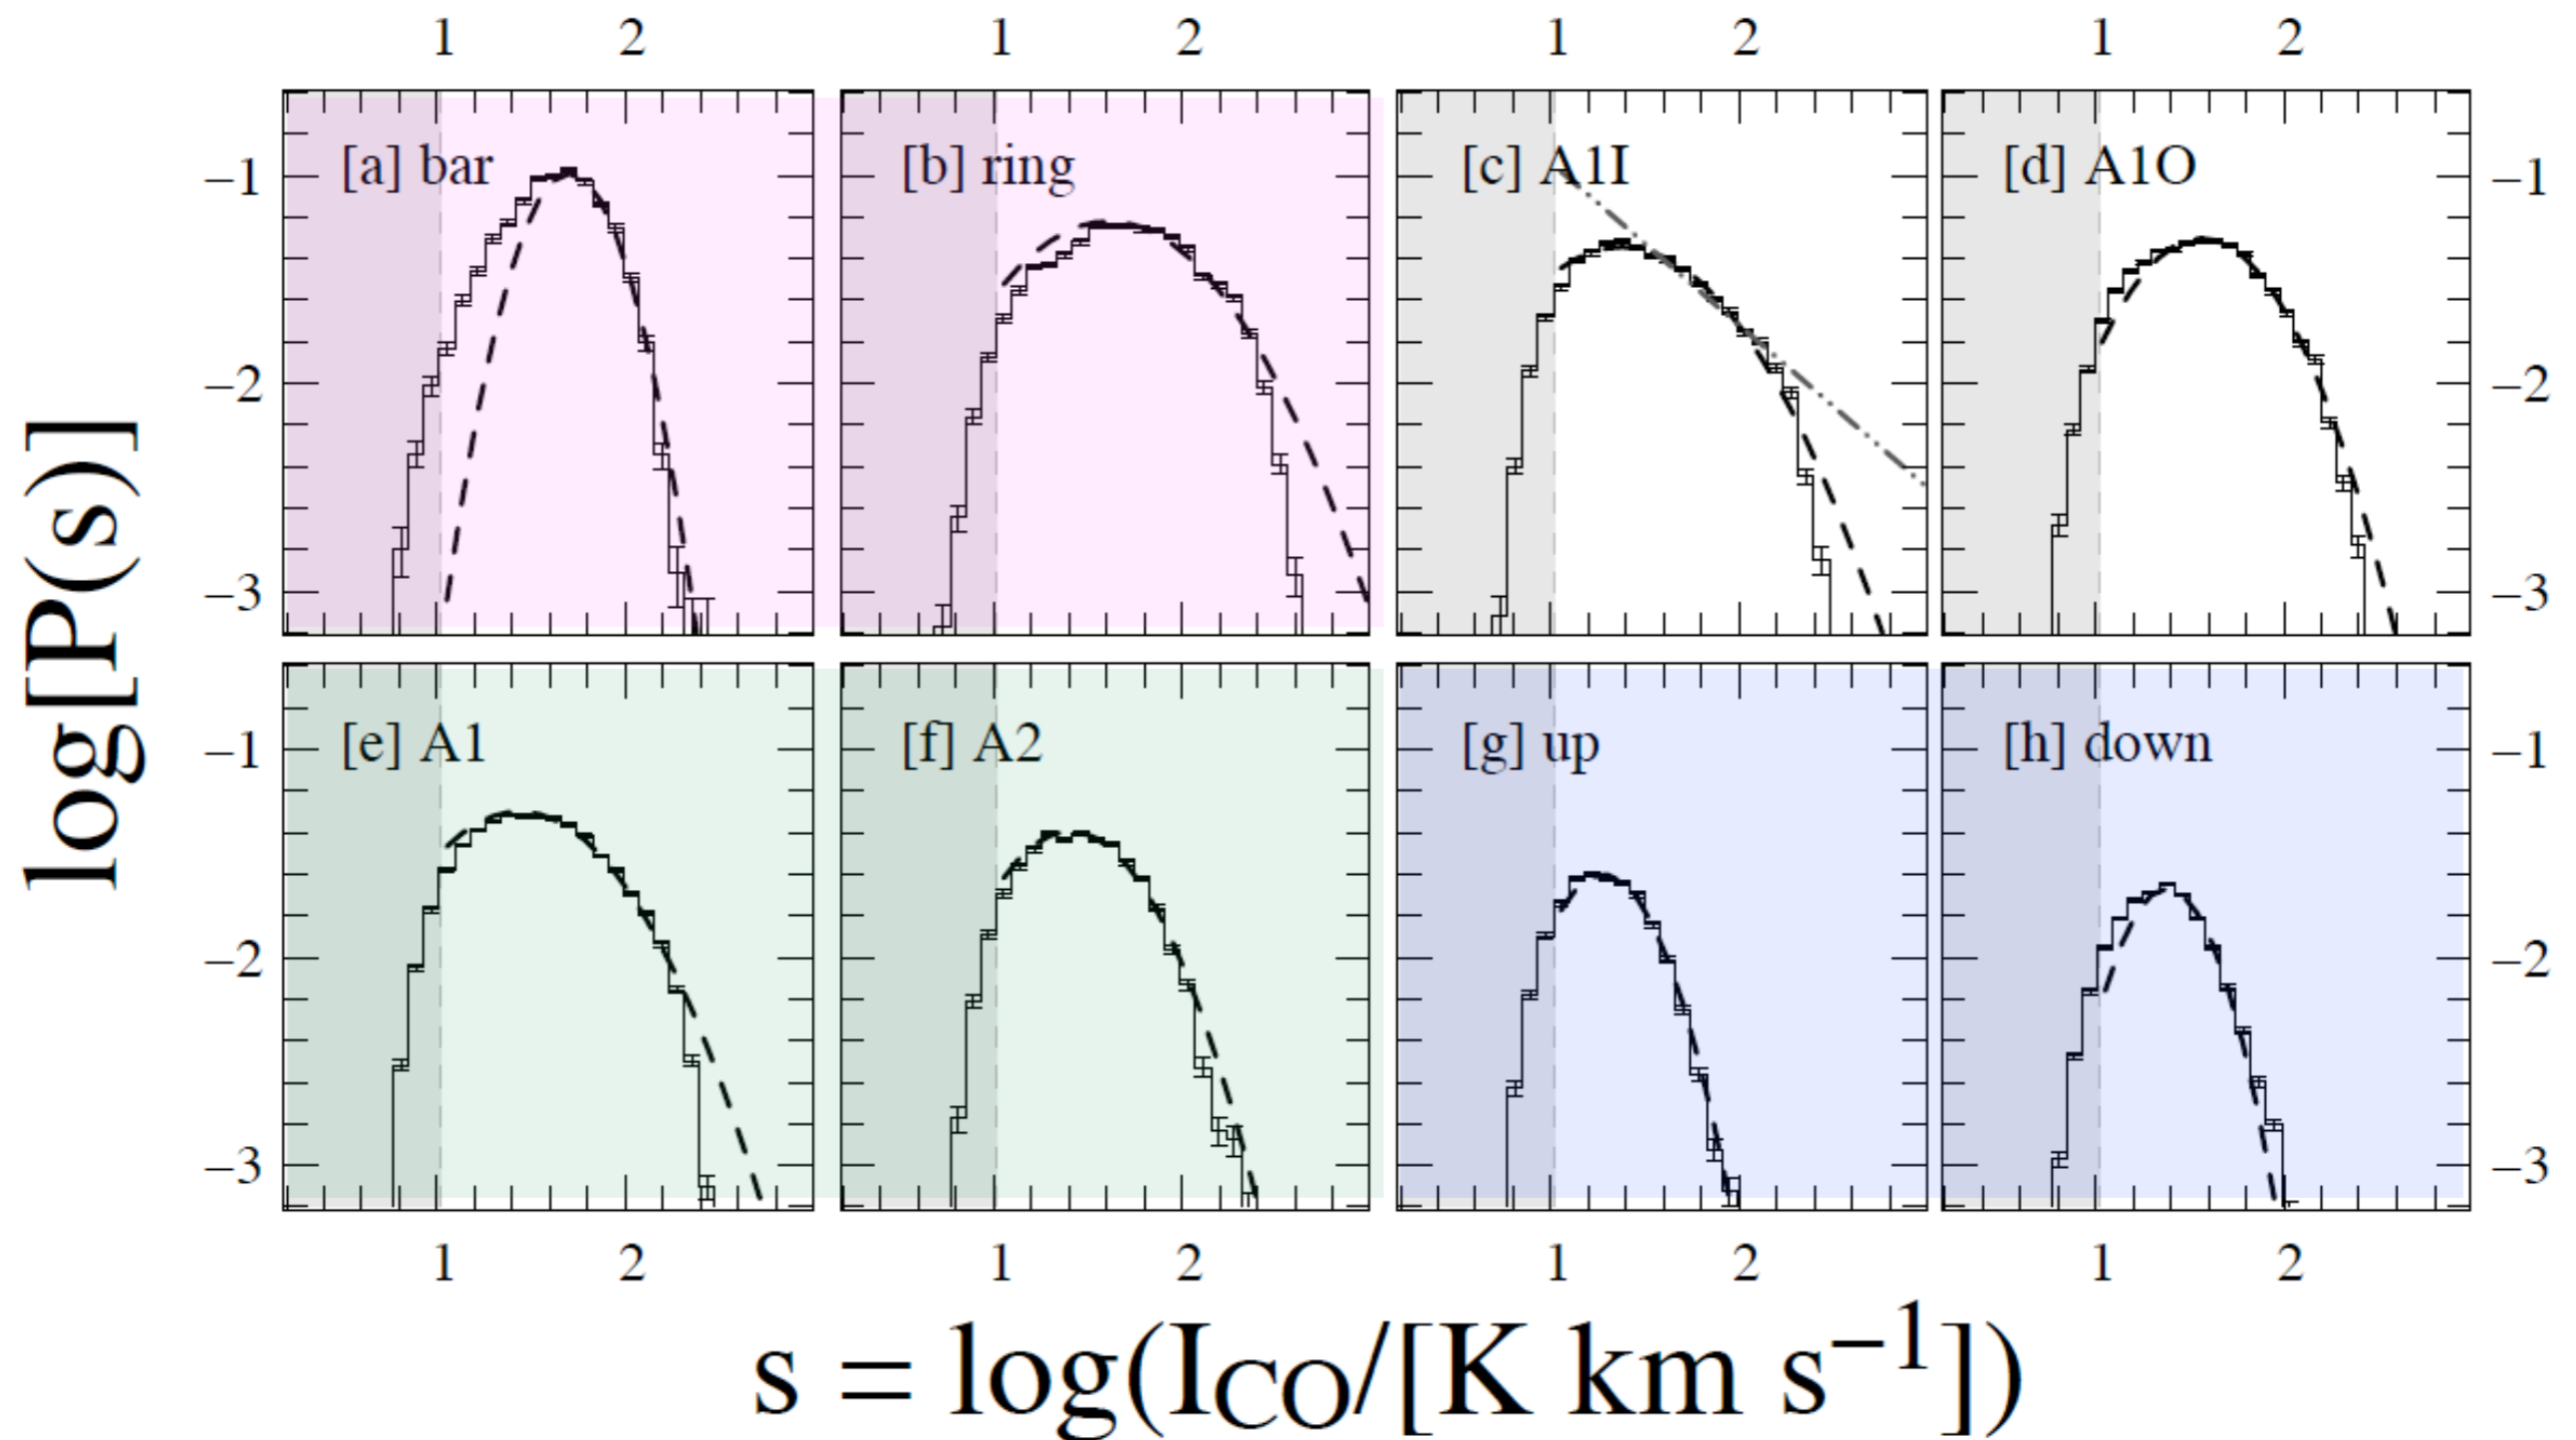 1 2 1 2 1 2 1 2
[a] bar [b] ring [c] A1I [d] A1O
−1 −1
−2 −2
−3 −3
log[P(s)]
[e] A1 [f] A2 [g] up [h] down
−1 −1
−2 −2
−3 −3
1 2 1 2 1 2 1 2
s = log(I_CO/[K km s⁻¹])